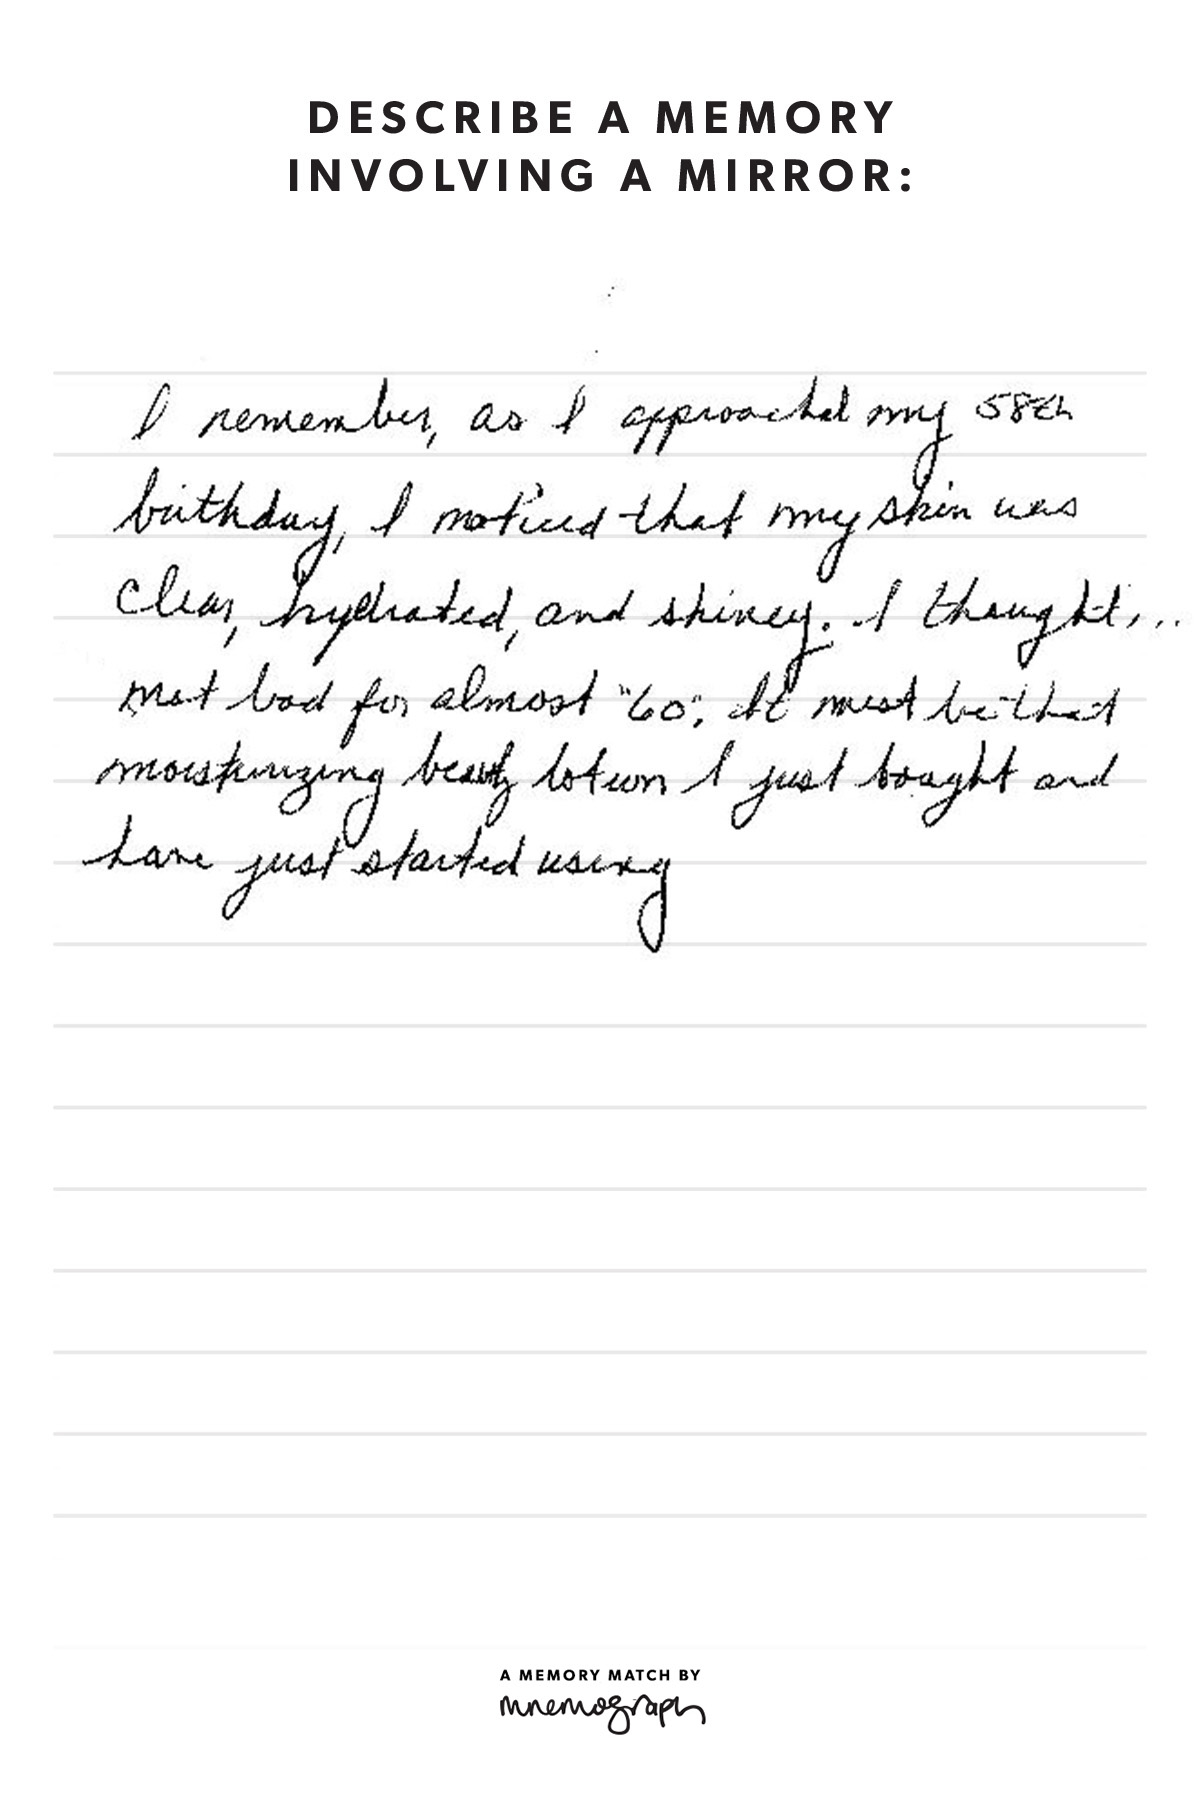 DESCRIBE A MEMORY
INVOLVING A MIRROR:
I remember, as I approached my 58th
birthday, I noticed that my skin was
clear, hydrated, and shiney. I thought...
not bad for almost "60"; It must be that
moisturizing beauty lotion I just bought and
have just started using
A MEMORY MATCH BY
mnemograph